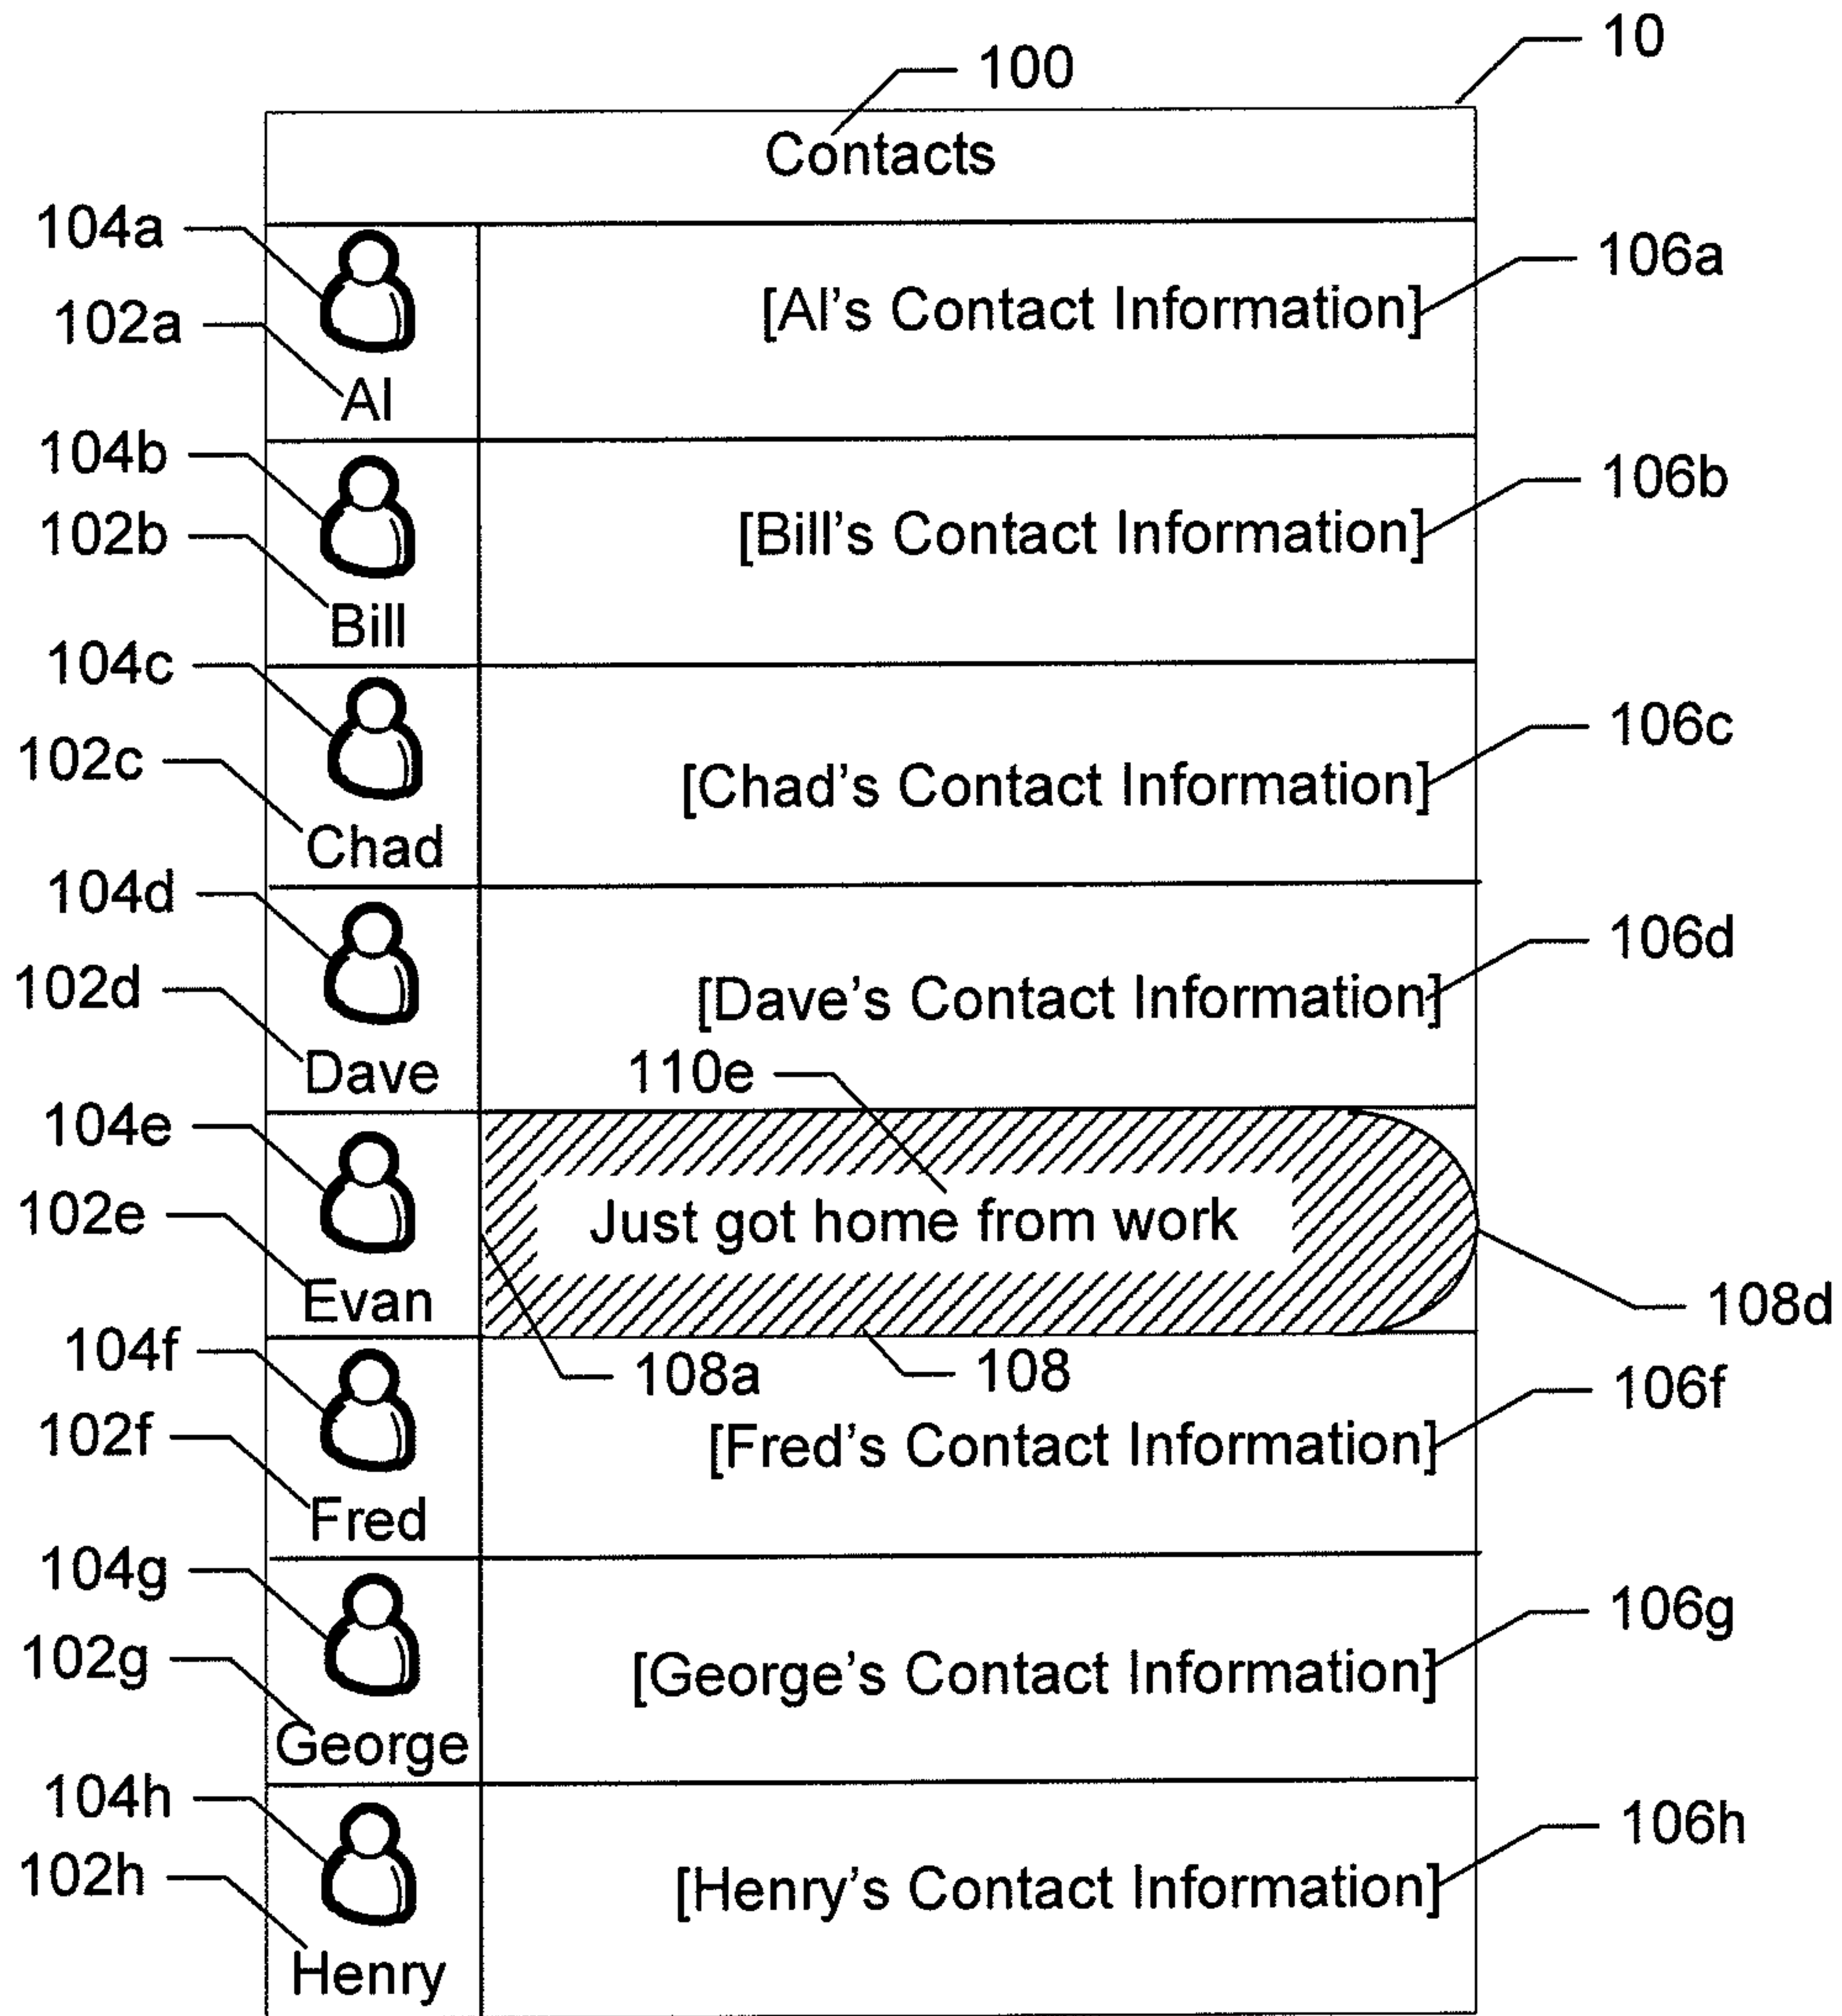 10
100
Contacts
104a
106a
[Al's Contact Information]
102a
Al
104b
106b
102b
[Bill's Contact Information]
Bill
104c
106c
102c
[Chad's Contact Information]
Chad
104d
106d
102d
[Dave's Contact Information]
Dave
110e
104e
102e
Just got home from work
Evan
108d
104f
108a
108
106f
102f
[Fred's Contact Information]
Fred
104g
106g
102g
[George's Contact Information]
George
104h
106h
102h
[Henry's Contact Information]
Henry